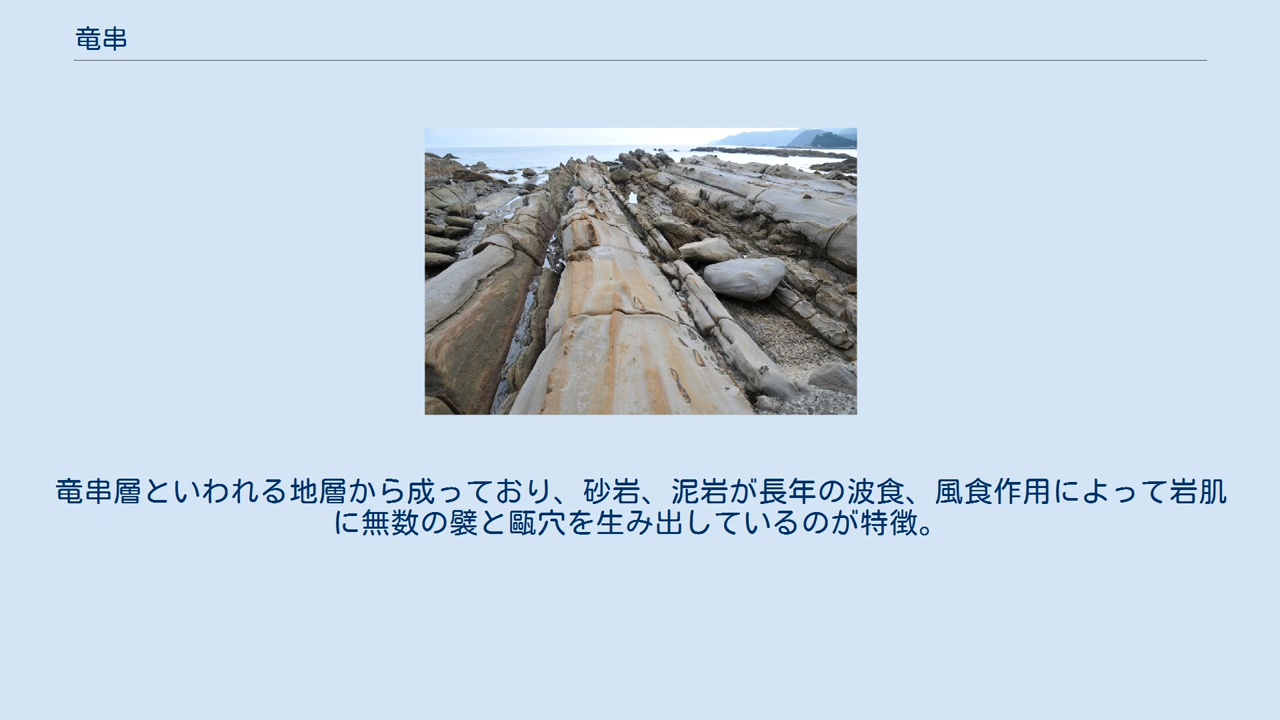 竜串
竜串層といわれる地層から成っており、砂岩、泥岩が長年の波食、風食作用によって岩肌
に無数の襞と甌穴を生み出しているのが特徴。